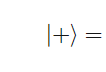 |+⟩ =